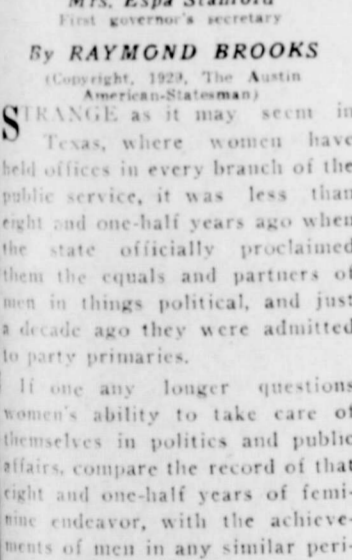 Mrs. Espa Stanford
First governor's secretary
By RAYMOND BROOKS
(Copyright, 1929, The Austin
American-Statesman)
STRANGE as it may seem in
Texas, where women have
held offices in every branch of the
public service, it was less than
eight and one-half years ago when
the state officially proclaimed
them the equals and partners of
men in things political, and just
a decade ago they were admitted
to party primaries.
If one any longer questions
women's ability to take care of
themselves in politics and public
affairs, compare the record of that
eight and one-half years of femi-
nine endeavor, with the achieve-
ments of men in any similar peri-